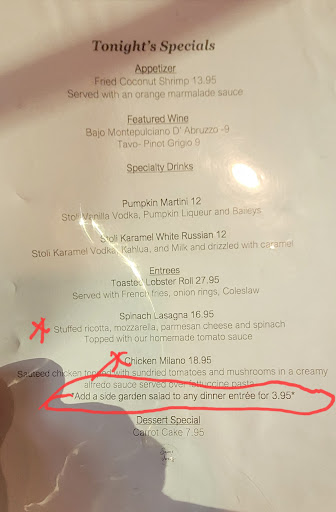 Tonight's Specials
Appetizer
Fried Coconut Shrimp 13.95
Served with an orange marmalade sauce
Featured Wine
Bajo Montepulciano D' Abruzzo -9
Tavo- Pinot Grigio 9
Specialty Drinks
Pumpkin Martini 12
Stoli Vanilla Vodka, Pumpkin Liqueur and Baileys
Stoli Karamel White Russian 12
Stoli Karamel Vodka, Kahlua, and Milk and drizzled with caramel
Entrees
Toasted Lobster Roll 27.95
Served with French fries, onion rings, Coleslaw
Spinach Lasagna 16.95
Stuffed ricotta, mozzarella, parmesan cheese and spinach
Topped with our homemade tomato sauce
Chicken Milano 18.95
Sauteed chicken topped with sundried tomatoes and mushrooms in a creamy
alfredo sauce served over fettuccine pasta
*Add a side garden salad to any dinner entrée for 3.95*
Dessert Special
Carrot Cake 7.95